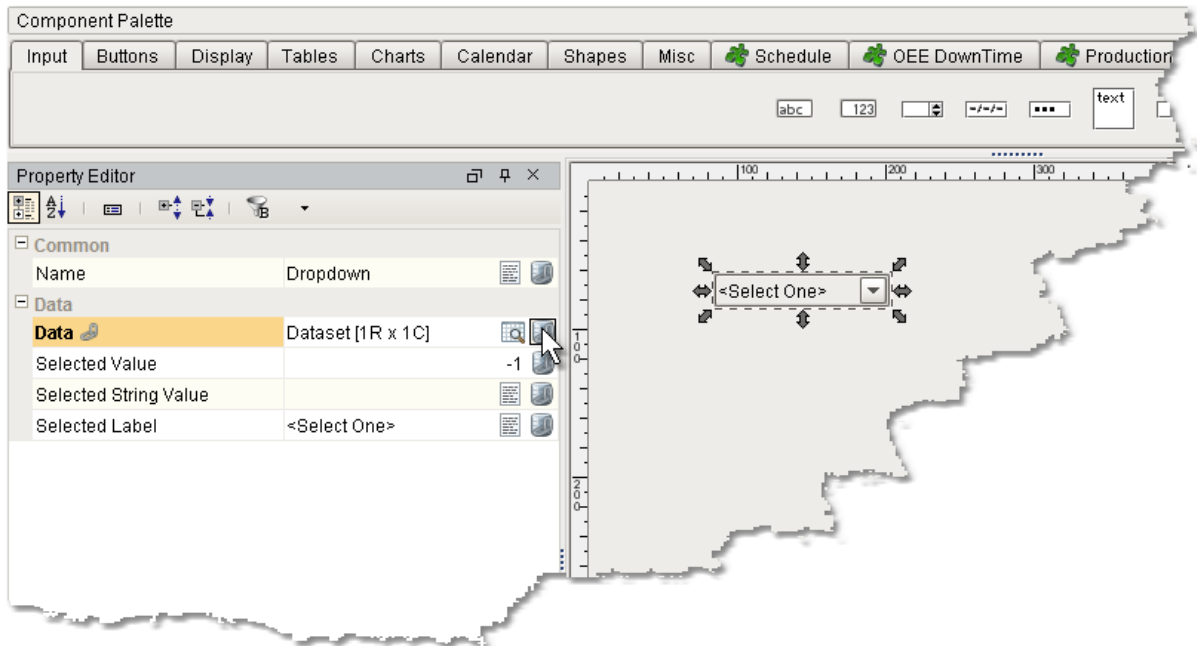 Component Palette
Input Buttons Display Tables Charts Calendar Shapes Misc Schedule OEE DownTime Production
abc 123 -/-/- text
Property Editor
100 200 300
A Z B
Common
Name Dropdown
<Select One>
Data
Data Dataset [1R x 1C]
100
Selected Value -1
Selected String Value
Selected Label <Select One>
200